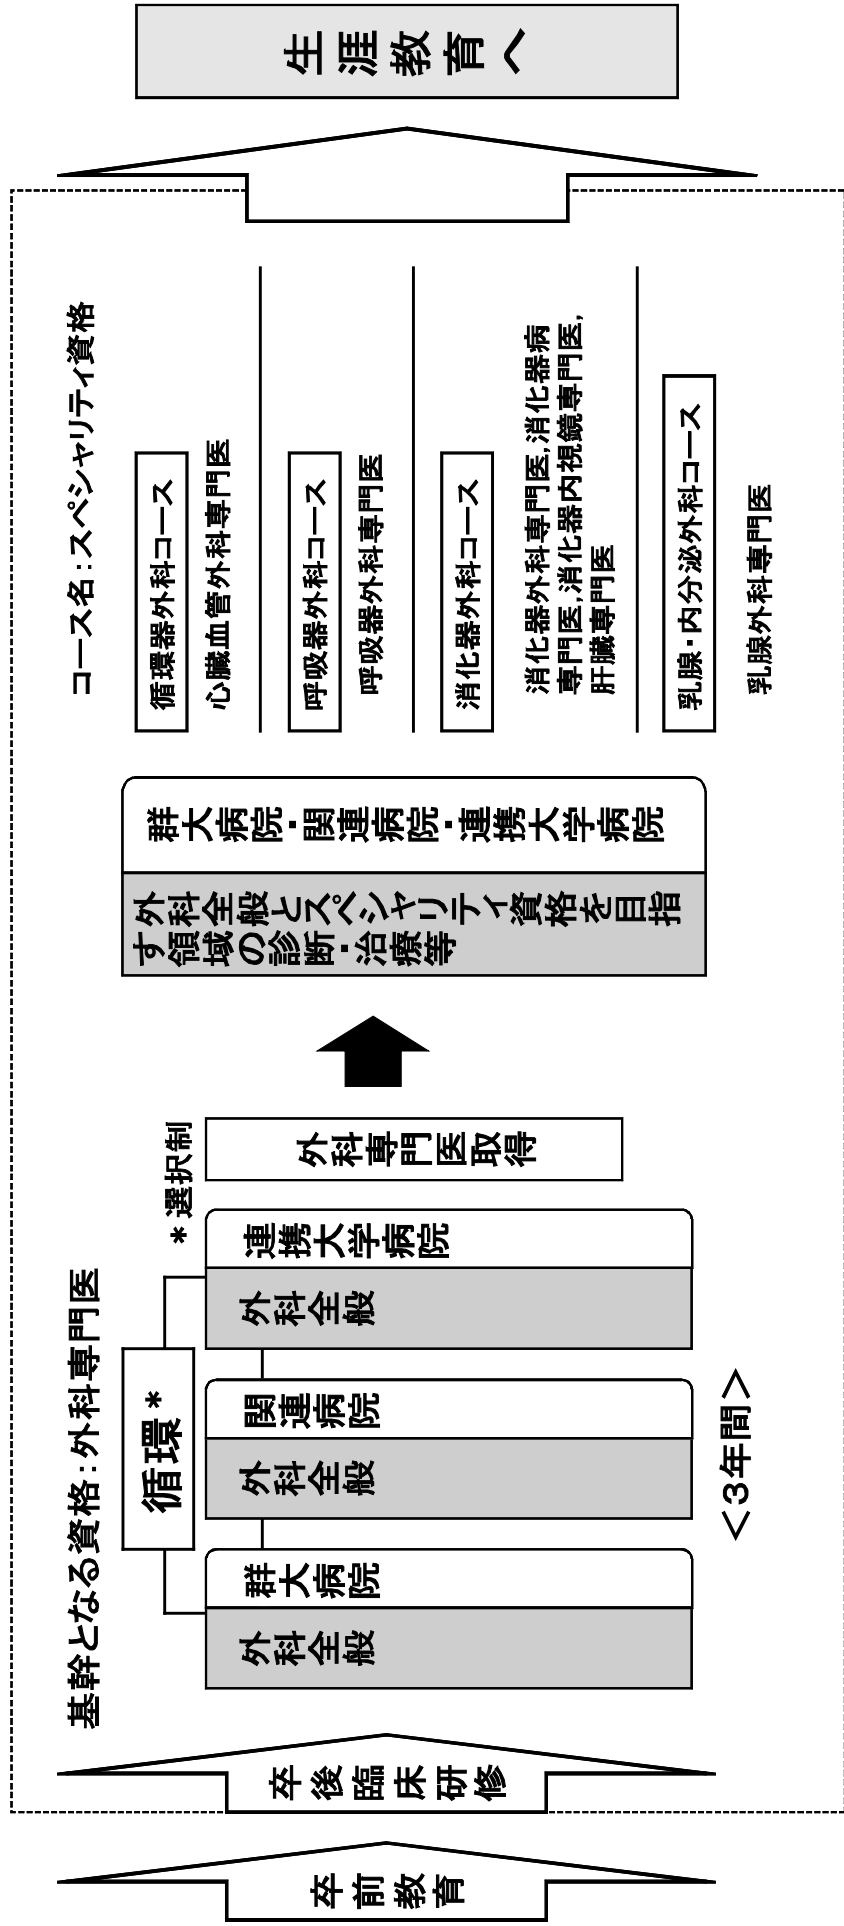 卒前教育
卒後臨床研修
基幹となる資格：外科専門医
循環*
*選択制
外科全般
群大病院
外科全般
関連病院
外科全般
連携大学病院
外科専門医取得
＜3年間＞
外科全般とスペシャリティ資格を目指
す領域の診断・治療等
群大病院・関連病院・連携大学病院
コース名：スペシャリティ資格
循環器外科コース
心臓血管外科専門医
呼吸器外科コース
呼吸器外科専門医
消化器外科コース
消化器外科専門医，消化器病
専門医，消化器内視鏡専門医，
肝臓専門医
乳腺・内分泌外科コース
乳腺外科専門医
生涯教育へ